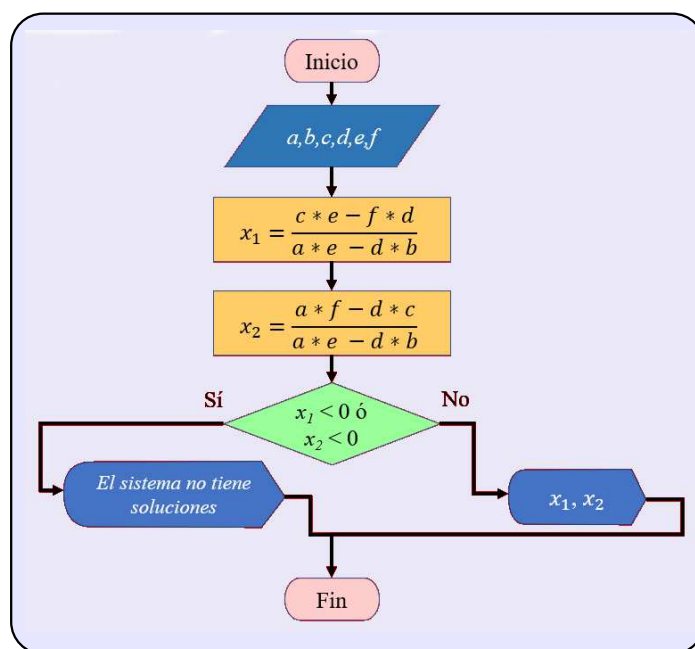 Inicio
a,b,c,d,e,f
x₁ = (c * e − f * d) / (a * e − d * b)
x₂ = (a * f − d * c) / (a * e − d * b)
Sí
x₁ < 0 ó
x₂ < 0
No
El sistema no tiene
soluciones
x₁, x₂
Fin